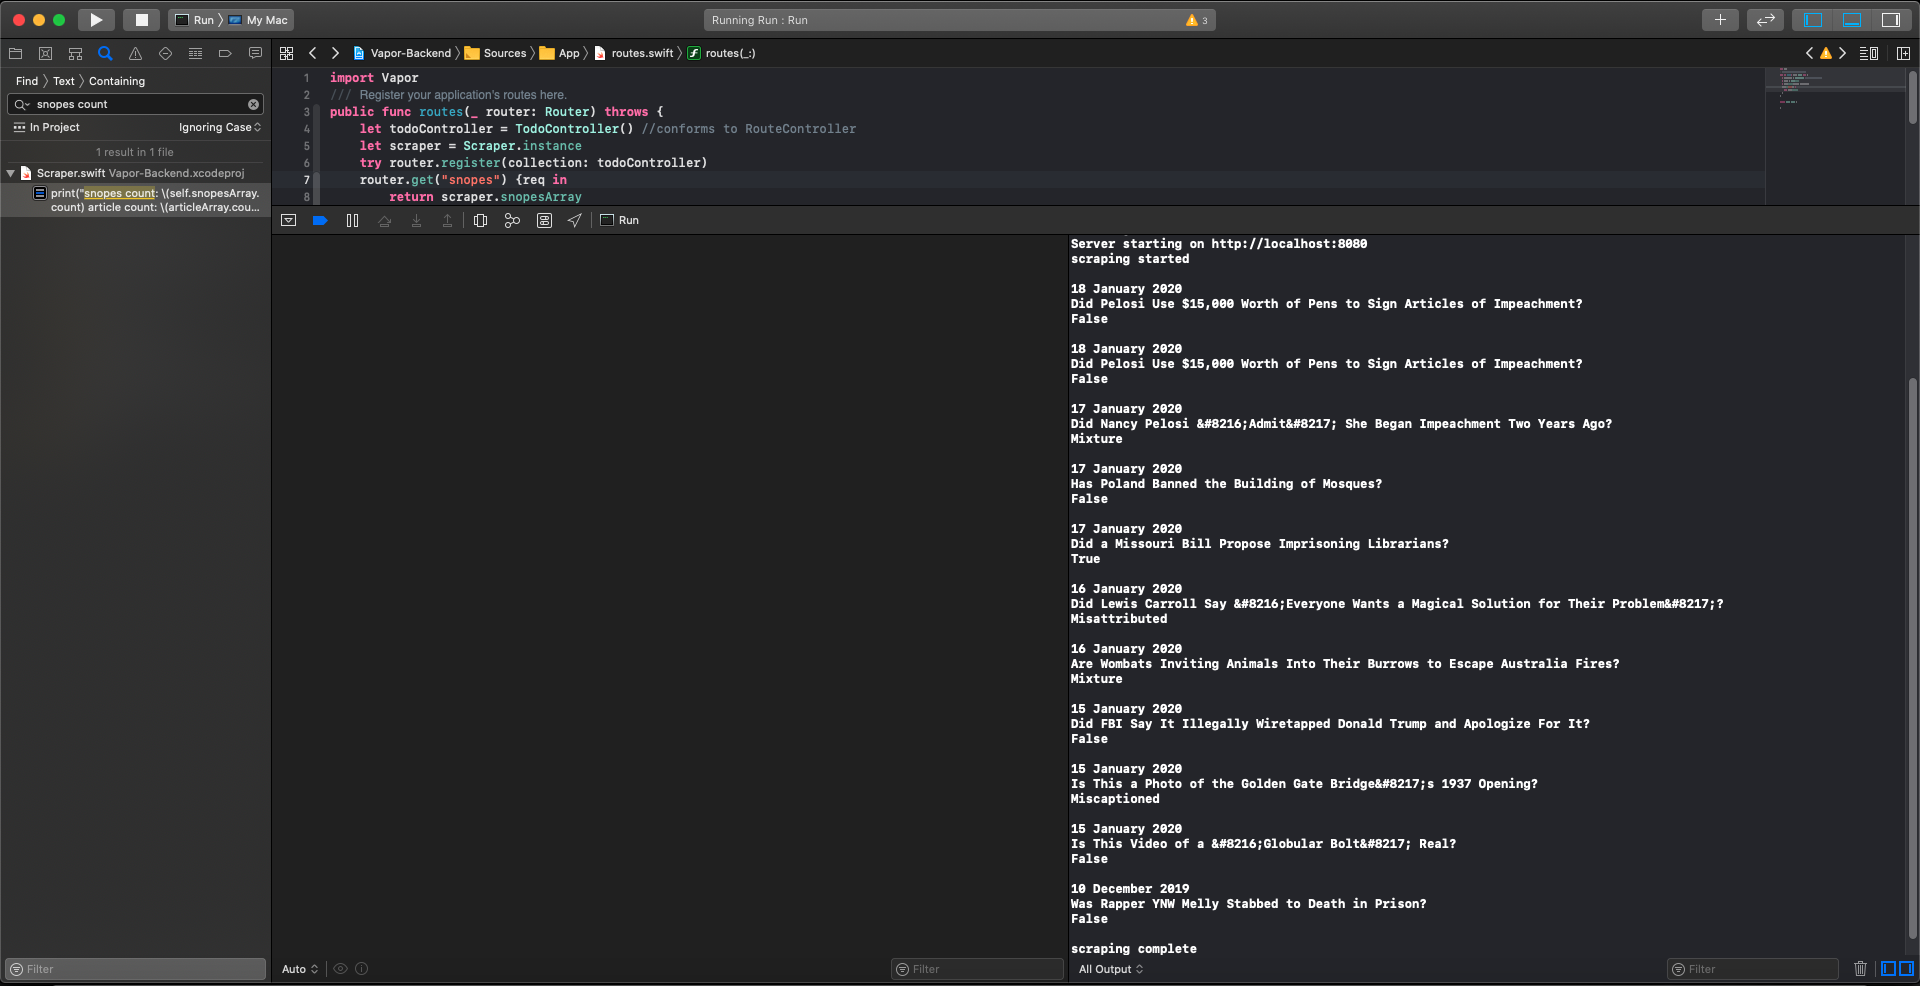 Run
My Mac
Running Run : Run
3
Find
Text
Containing
snopes count
In Project
Ignoring Case
1 result in 1 file
Scraper.swift Vapor-Backend.xcodeproj
print("snopes count: \(self.snopesArray.
count) article count: \(articleArray.cou...
Filter
Vapor-Backend
Sources
App
routes.swift
routes(_:)
1 import Vapor
2 /// Register your application's routes here.
3 public func routes(_ router: Router) throws {
4 let todoController = TodoController() //conforms to RouteController
5 let scraper = Scraper.instance
6 try router.register(collection: todoController)
7 router.get("snopes") {req in
8 return scraper.snopesArray
Run
Auto
Filter
Server starting on http://localhost:8080
scraping started
18 January 2020
Did Pelosi Use $15,000 Worth of Pens to Sign Articles of Impeachment?
False
18 January 2020
Did Pelosi Use $15,000 Worth of Pens to Sign Articles of Impeachment?
False
17 January 2020
Did Nancy Pelosi &#8216;Admit&#8217; She Began Impeachment Two Years Ago?
Mixture
17 January 2020
Has Poland Banned the Building of Mosques?
False
17 January 2020
Did a Missouri Bill Propose Imprisoning Librarians?
True
16 January 2020
Did Lewis Carroll Say &#8216;Everyone Wants a Magical Solution for Their Problem&#8217;?
Misattributed
16 January 2020
Are Wombats Inviting Animals Into Their Burrows to Escape Australia Fires?
Mixture
15 January 2020
Did FBI Say It Illegally Wiretapped Donald Trump and Apologize For It?
False
15 January 2020
Is This a Photo of the Golden Gate Bridge&#8217;s 1937 Opening?
Miscaptioned
15 January 2020
Is This Video of a &#8216;Globular Bolt&#8217; Real?
False
10 December 2019
Was Rapper YNW Melly Stabbed to Death in Prison?
False
scraping complete
All Output
Filter